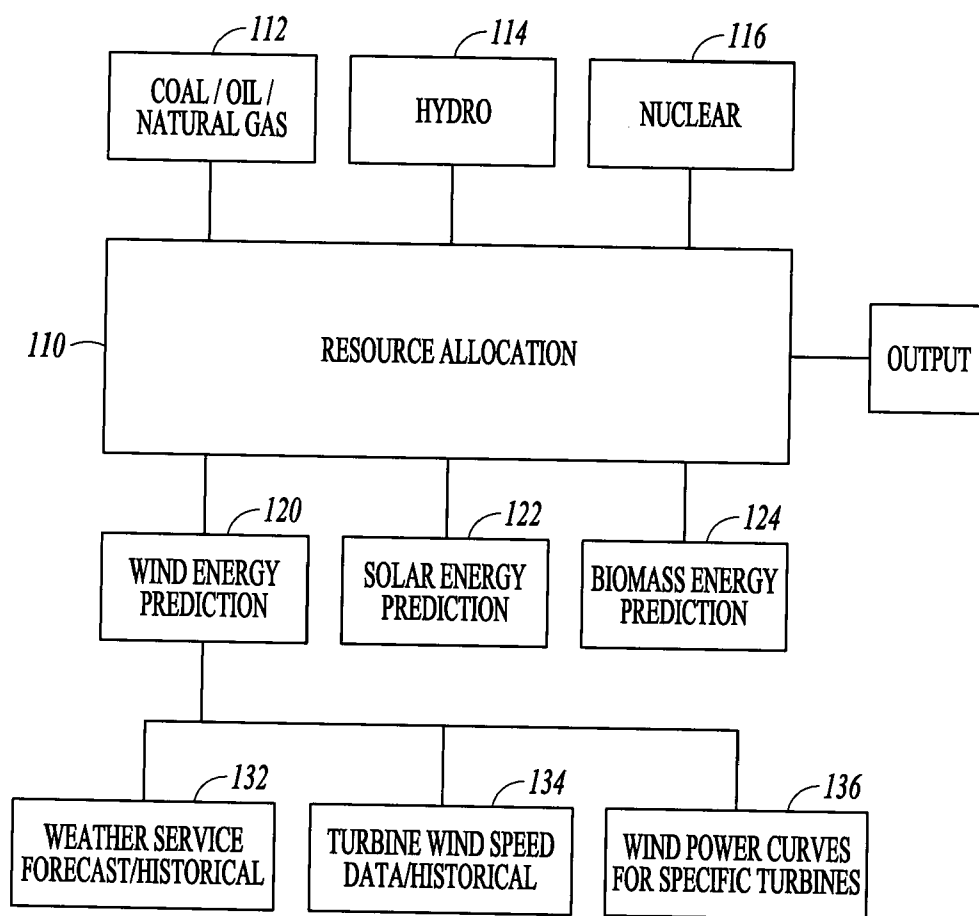 112
114
116
COAL / OIL /
NATURAL GAS
HYDRO
NUCLEAR
110
RESOURCE ALLOCATION
OUTPUT
120
122
124
WIND ENERGY
PREDICTION
SOLAR ENERGY
PREDICTION
BIOMASS ENERGY
PREDICTION
132
134
136
WEATHER SERVICE
FORECAST/HISTORICAL
TURBINE WIND SPEED
DATA/HISTORICAL
WIND POWER CURVES
FOR SPECIFIC TURBINES